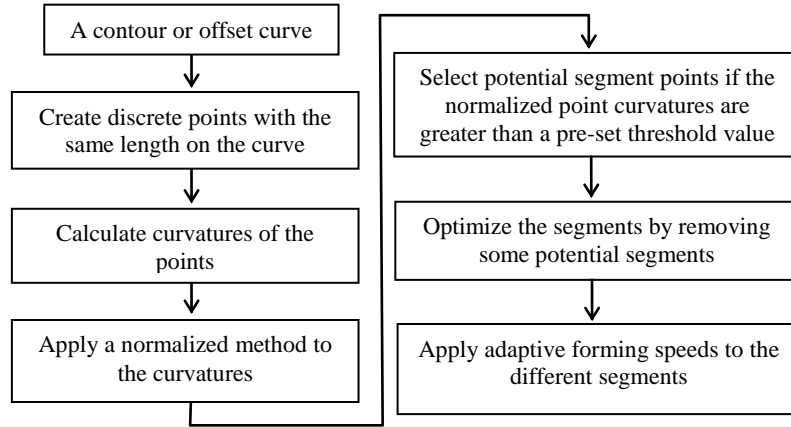 A contour or offset curve
Create discrete points with the
same length on the curve
Calculate curvatures of the
points
Apply a normalized method to
the curvatures
Select potential segment points if the
normalized point curvatures are
greater than a pre-set threshold value
Optimize the segments by removing
some potential segments
Apply adaptive forming speeds to the
different segments